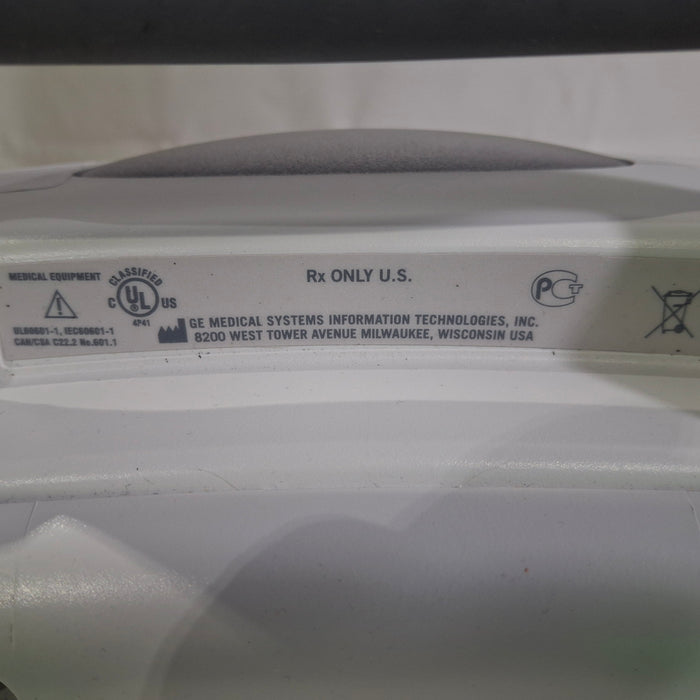 MEDICAL EQUIPMENT
CLASSIFIED
C UL US
4P41
UL60601-1, IEC60601-1
CAN/CSA C22.2 No.601.1
Rx ONLY U.S.
GE MEDICAL SYSTEMS INFORMATION TECHNOLOGIES, INC.
8200 WEST TOWER AVENUE MILWAUKEE, WISCONSIN USA
РСТ